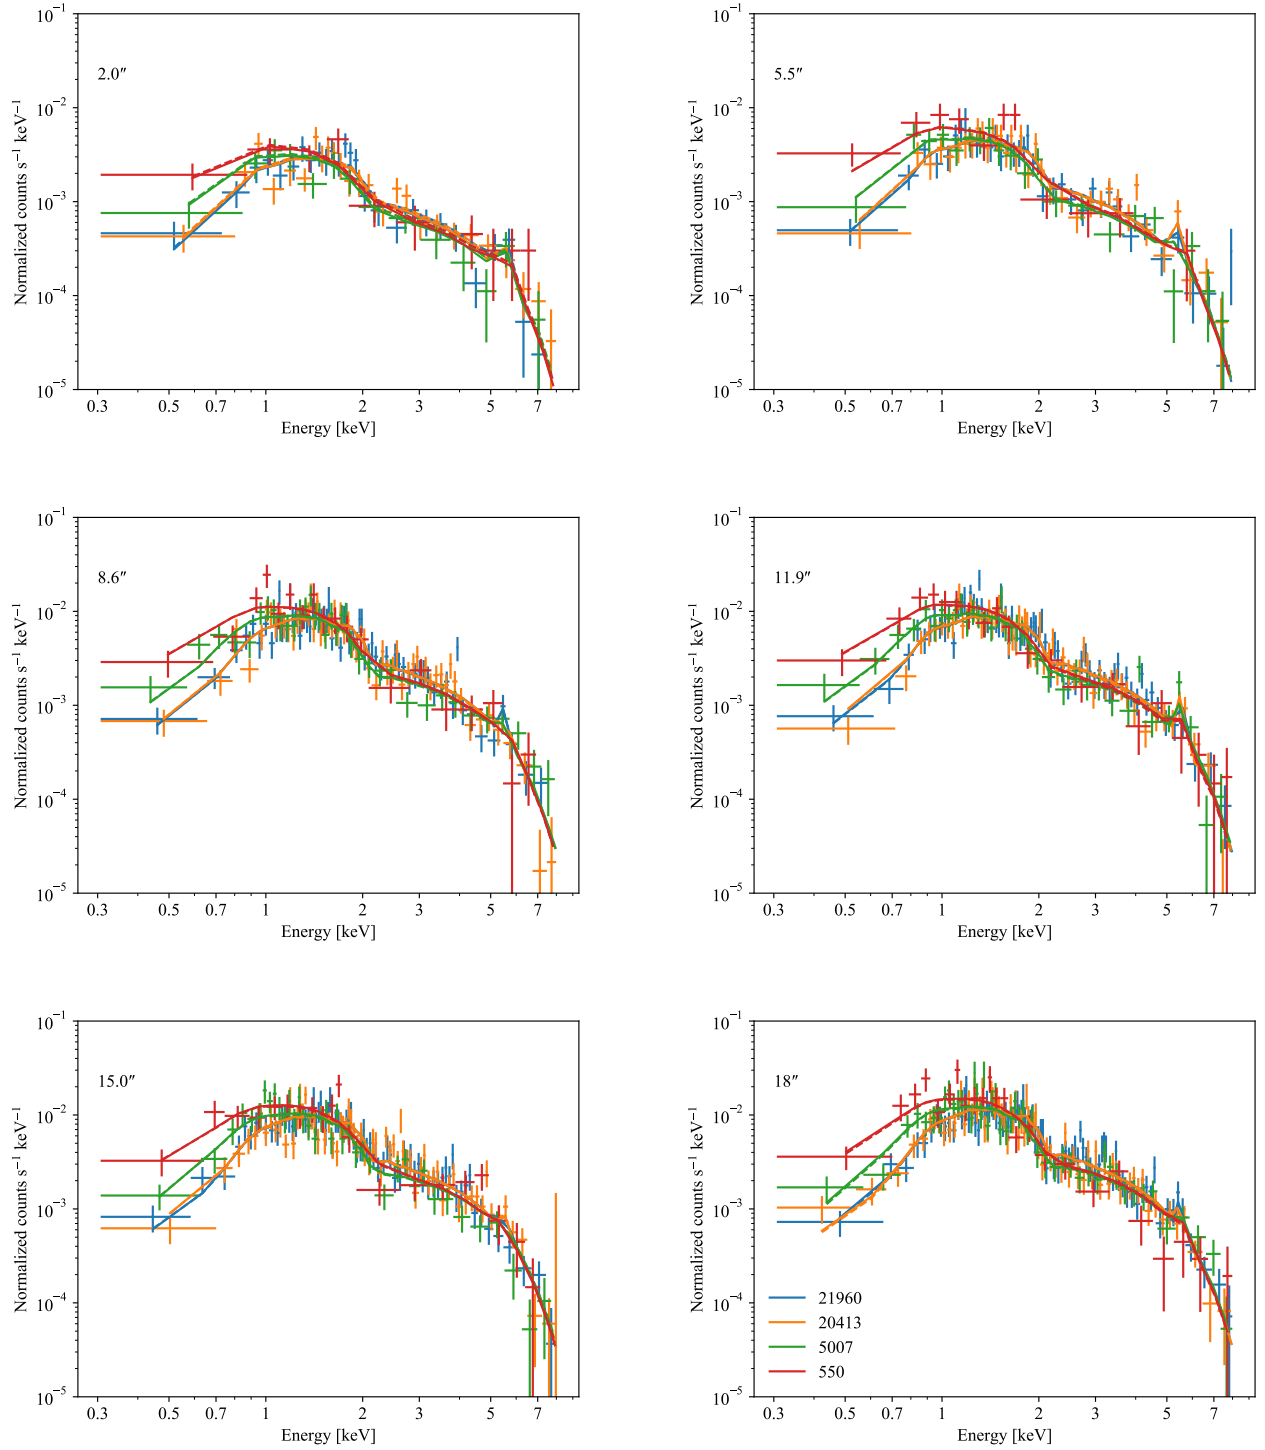 10⁻¹
10⁻²
10⁻³
10⁻⁴
10⁻⁵
Normalized counts s⁻¹ keV⁻¹
2.0″
0.3 0.5 0.7 1 2 3 5 7
Energy [keV]
10⁻¹
10⁻²
10⁻³
10⁻⁴
10⁻⁵
Normalized counts s⁻¹ keV⁻¹
5.5″
0.3 0.5 0.7 1 2 3 5 7
Energy [keV]
10⁻¹
10⁻²
10⁻³
10⁻⁴
10⁻⁵
Normalized counts s⁻¹ keV⁻¹
8.6″
0.3 0.5 0.7 1 2 3 5 7
Energy [keV]
10⁻¹
10⁻²
10⁻³
10⁻⁴
10⁻⁵
Normalized counts s⁻¹ keV⁻¹
11.9″
0.3 0.5 0.7 1 2 3 5 7
Energy [keV]
10⁻¹
10⁻²
10⁻³
10⁻⁴
10⁻⁵
Normalized counts s⁻¹ keV⁻¹
15.0″
0.3 0.5 0.7 1 2 3 5 7
Energy [keV]
10⁻¹
10⁻²
10⁻³
10⁻⁴
10⁻⁵
Normalized counts s⁻¹ keV⁻¹
18″
21960
20413
5007
550
0.3 0.5 0.7 1 2 3 5 7
Energy [keV]